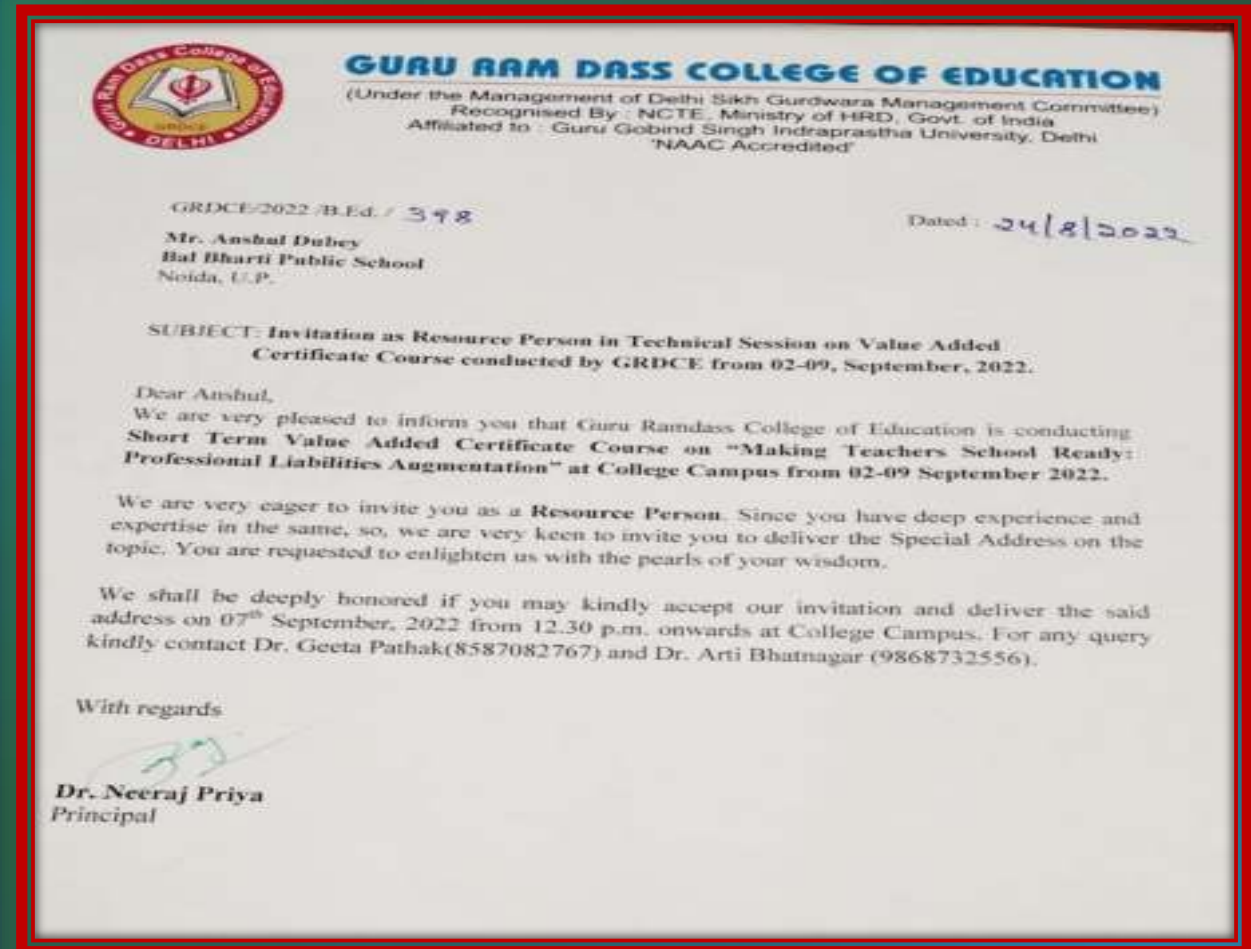 Guru Ram Dass College of Education
GRDCE
DELHI
GURU RAM DASS COLLEGE OF EDUCATION
(Under the Management of Delhi Sikh Gurdwara Management Committee)
Recognised By : NCTE, Ministry of HRD, Govt. of India
Affiliated to : Guru Gobind Singh Indraprastha University, Delhi
'NAAC Accredited'
GRDCE/2022 /B.Ed. / 398
Dated : 24/8/2022
Mr. Anshul Dubey
Bal Bharti Public School
Noida, U.P.
SUBJECT: Invitation as Resource Person in Technical Session on Value Added
Certificate Course conducted by GRDCE from 02-09, September, 2022.
Dear Anshul,
We are very pleased to inform you that Guru Ramdass College of Education is conducting
Short Term Value Added Certificate Course on "Making Teachers School Ready:
Professional Liabilities Augmentation" at College Campus from 02-09 September 2022.
We are very eager to invite you as a Resource Person. Since you have deep experience and
expertise in the same, so, we are very keen to invite you to deliver the Special Address on the
topic. You are requested to enlighten us with the pearls of your wisdom.
We shall be deeply honored if you may kindly accept our invitation and deliver the said
address on 07th September, 2022 from 12.30 p.m. onwards at College Campus. For any query
kindly contact Dr. Geeta Pathak(8587082767) and Dr. Arti Bhatnagar (9868732556).
With regards
Dr. Neeraj Priya
Principal